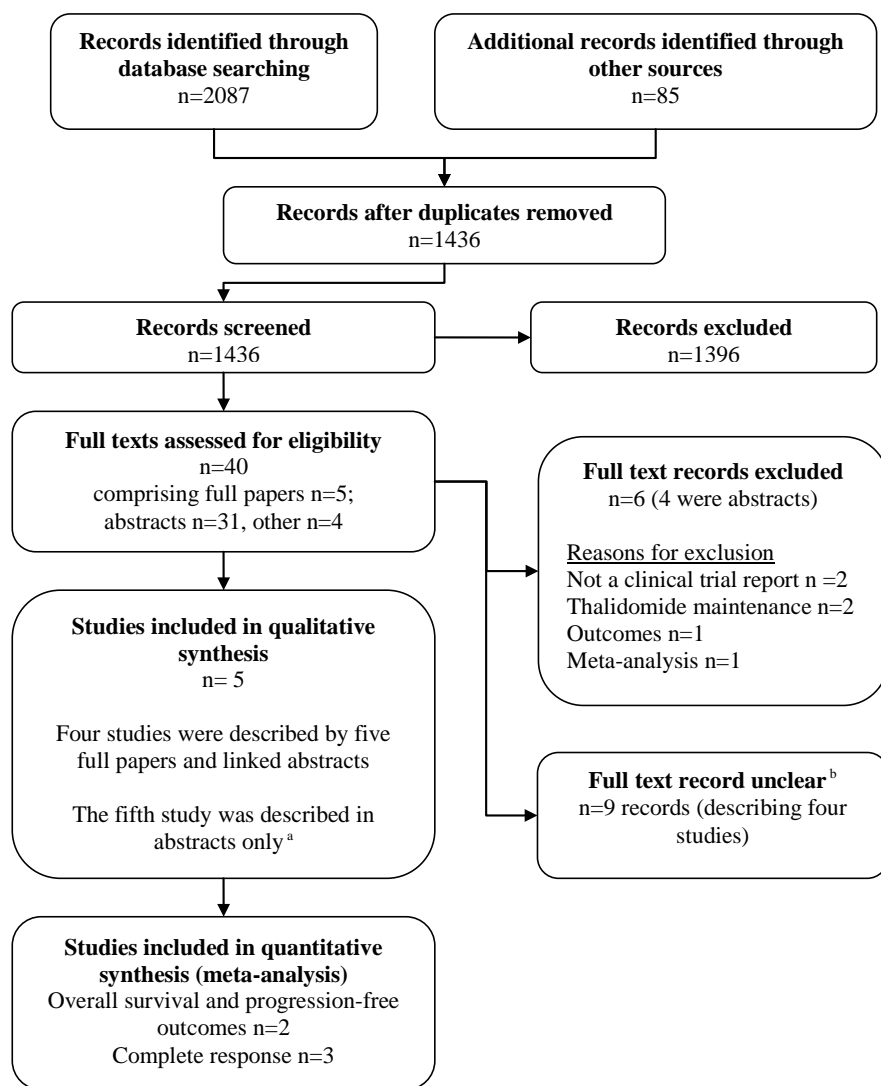 Records identified through
database searching
n=2087
Additional records identified through
other sources
n=85
Records after duplicates removed
n=1436
Records screened
n=1436
Records excluded
n=1396
Full texts assessed for eligibility
n=40
comprising full papers n=5;
abstracts n=31, other n=4
Full text records excluded
n=6 (4 were abstracts)
Reasons for exclusion
Not a clinical trial report n =2
Thalidomide maintenance n=2
Outcomes n=1
Meta-analysis n=1
Studies included in qualitative
synthesis
n= 5
Four studies were described by five
full papers and linked abstracts
The fifth study was described in
abstracts only a
Full text record unclear b
n=9 records (describing four
studies)
Studies included in quantitative
synthesis (meta-analysis)
Overall survival and progression-free
outcomes n=2
Complete response n=3